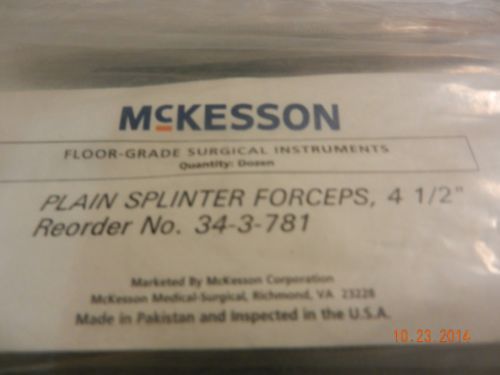 McKESSON
FLOOR-GRADE SURGICAL INSTRUMENTS
Quantity: Dozen
PLAIN SPLINTER FORCEPS, 4 1/2"
Reorder No. 34-3-781
Marketed By McKesson Corporation
McKesson Medical-Surgical, Richmond, VA 23228
Made in Pakistan and Inspected in the U.S.A.
10.23.2014